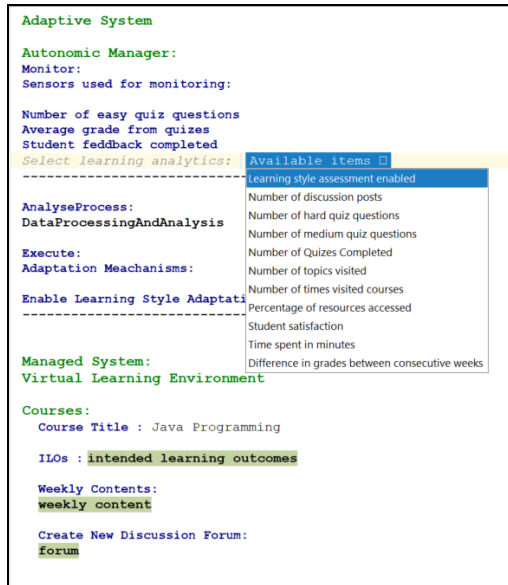 Adaptive System
Autonomic Manager:
Monitor:
Sensors used for monitoring:
Number of easy quiz questions
Average grade from quizes
Student feddback completed
Select learning analytics: Available items
Learning style assessment enabled
Number of discussion posts
Number of hard quiz questions
Number of medium quiz questions
Number of Quizes Completed
Number of topics visited
Number of times visited courses
Percentage of resources accessed
Student satisfaction
Time spent in minutes
Difference in grades between consecutive weeks
AnalyseProcess:
DataProcessingAndAnalysis
Execute:
Adaptation Meachanisms:
Enable Learning Style Adaptati
Managed System:
Virtual Learning Environment
Courses:
Course Title : Java Programming
ILOs : intended learning outcomes
Weekly Contents:
weekly content
Create New Discussion Forum:
forum